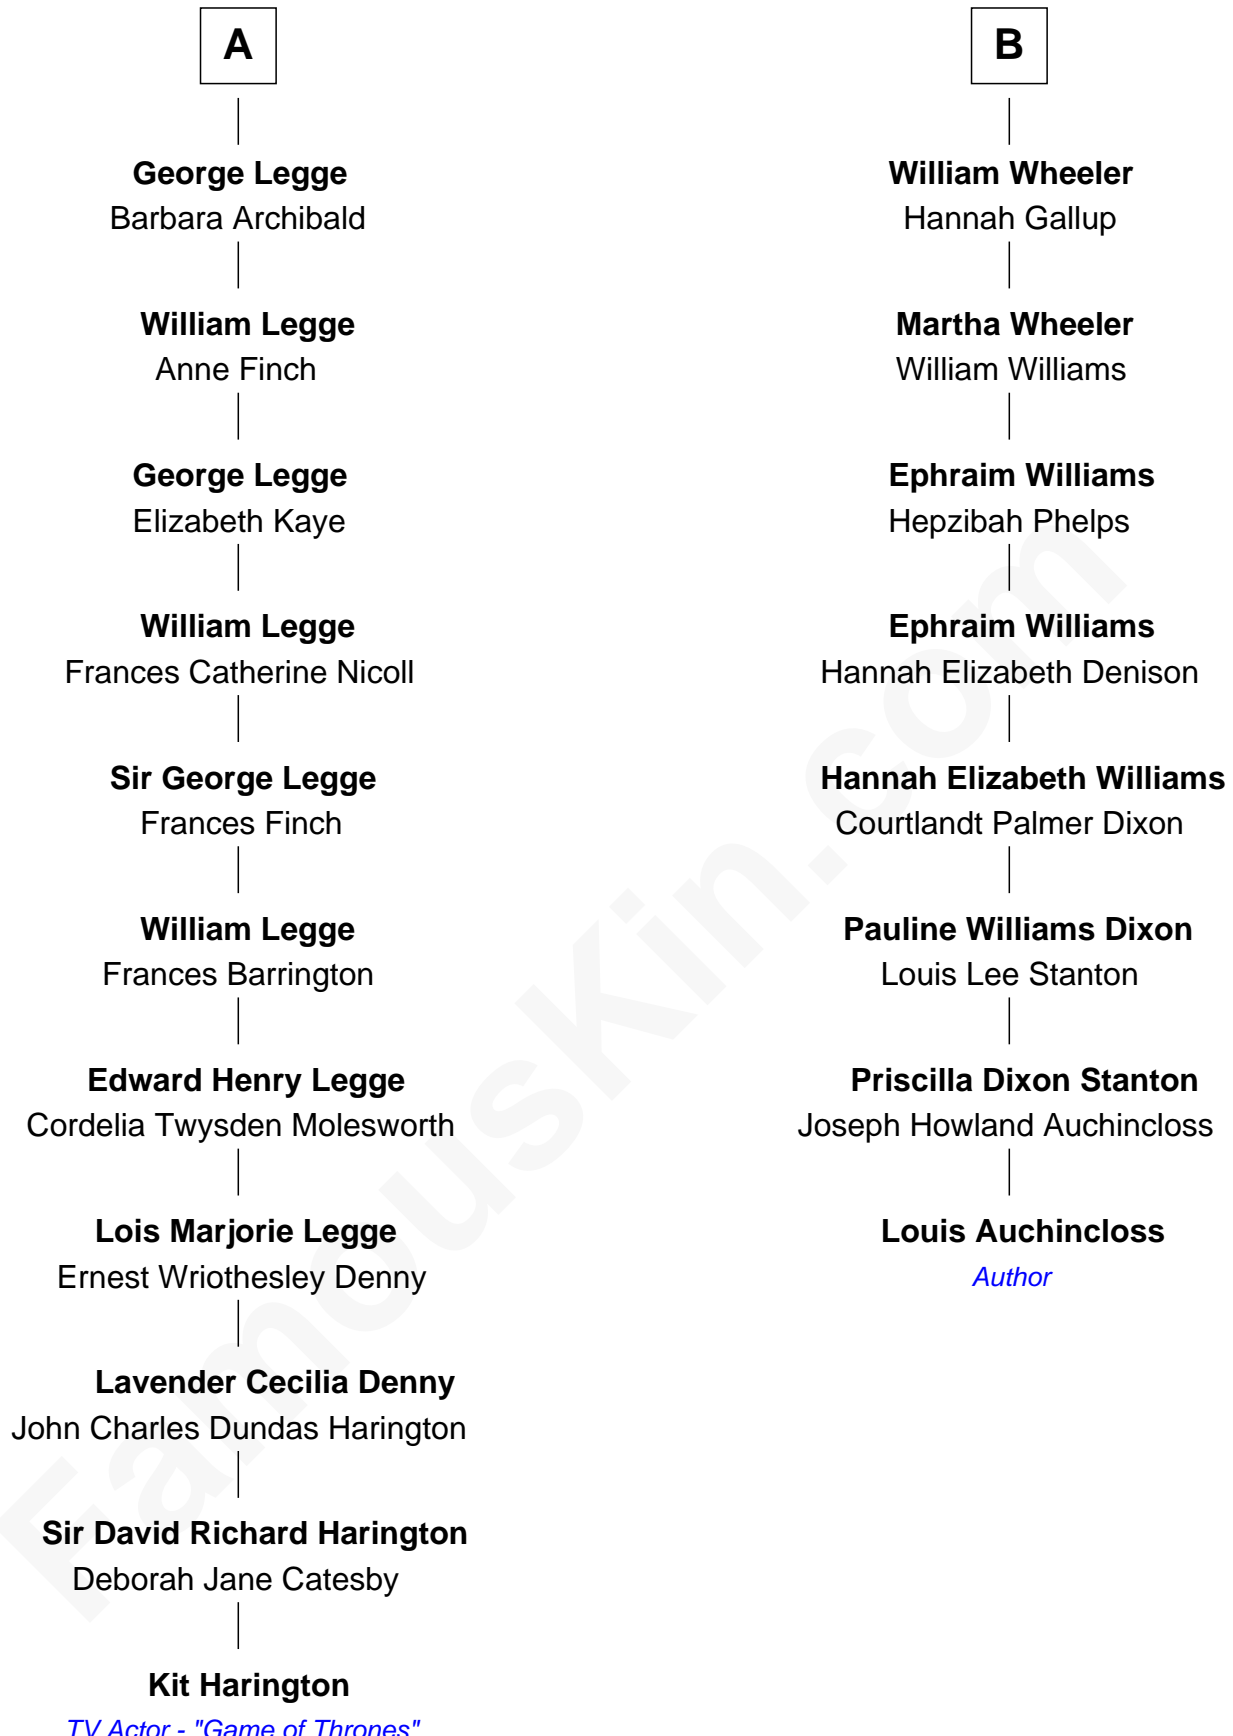 A
George Legge
Barbara Archibald
William Legge
Anne Finch
George Legge
Elizabeth Kaye
William Legge
Frances Catherine Nicoll
Sir George Legge
Frances Finch
William Legge
Frances Barrington
Edward Henry Legge
Cordelia Twysden Molesworth
Lois Marjorie Legge
Ernest Wriothesley Denny
Lavender Cecilia Denny
John Charles Dundas Harington
Sir David Richard Harington
Deborah Jane Catesby
Kit Harington
TV Actor - "Game of Thrones"
B
William Wheeler
Hannah Gallup
Martha Wheeler
William Williams
Ephraim Williams
Hepzibah Phelps
Ephraim Williams
Hannah Elizabeth Denison
Hannah Elizabeth Williams
Courtlandt Palmer Dixon
Pauline Williams Dixon
Louis Lee Stanton
Priscilla Dixon Stanton
Joseph Howland Auchincloss
Louis Auchincloss
Author
FamousKin.com